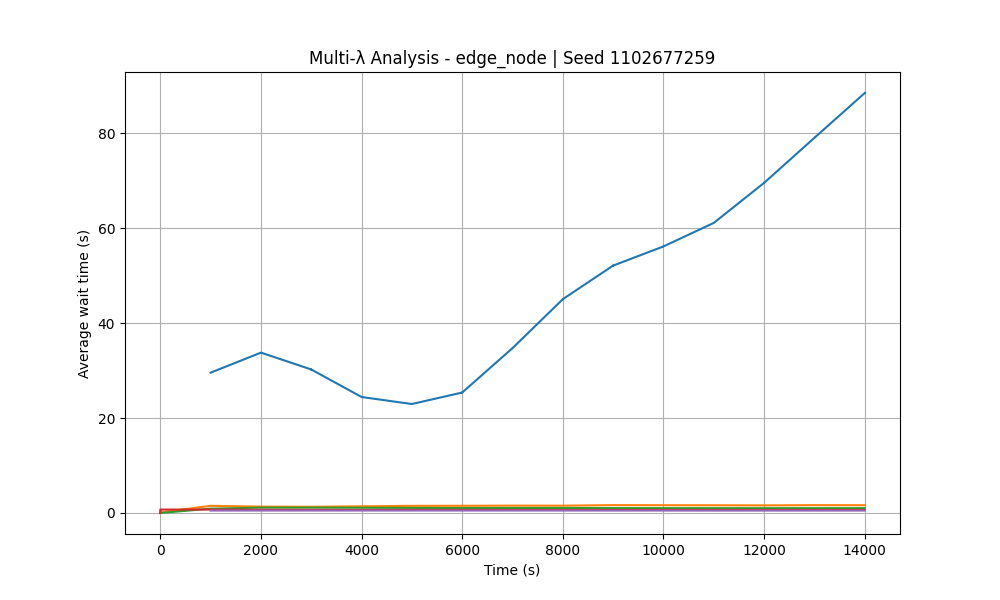 Multi-λ Analysis - edge_node | Seed 1102677259
Average wait time (s)
80
60
40
20
0
0 2000 4000 6000 8000 10000 12000 14000
Time (s)